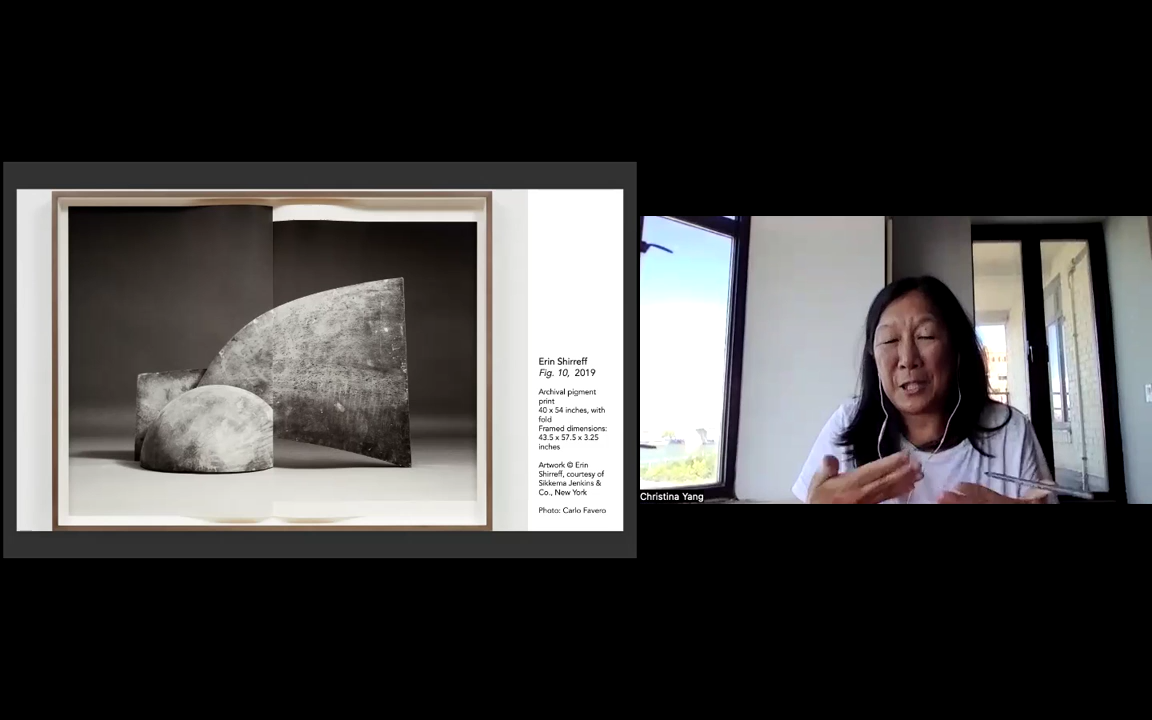 Erin Shirreff
Fig. 10, 2019
Archival pigment
print
40 x 54 inches, with
fold
Framed dimensions:
43.5 x 57.5 x 3.25
inches
Artwork © Erin
Shirreff, courtesy of
Sikkema Jenkins &
Co., New York
Photo: Carlo Favero
Christina Yang